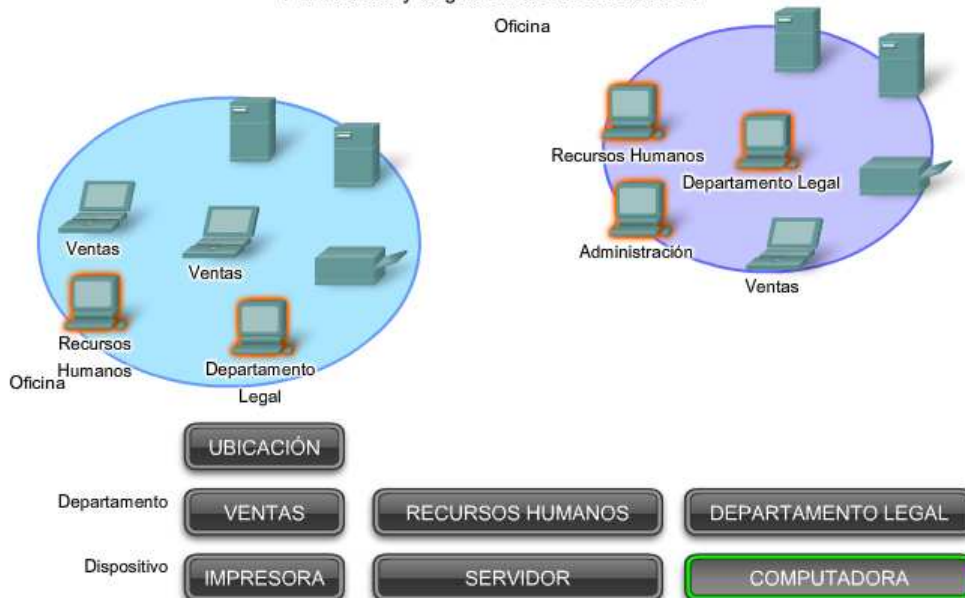 Oficina
Recursos Humanos
Departamento Legal
Administración
Ventas
Ventas
Ventas
Recursos
Humanos
Departamento
Legal
Oficina
UBICACIÓN
Departamento
VENTAS
RECURSOS HUMANOS
DEPARTAMENTO LEGAL
Dispositivo
IMPRESORA
SERVIDOR
COMPUTADORA